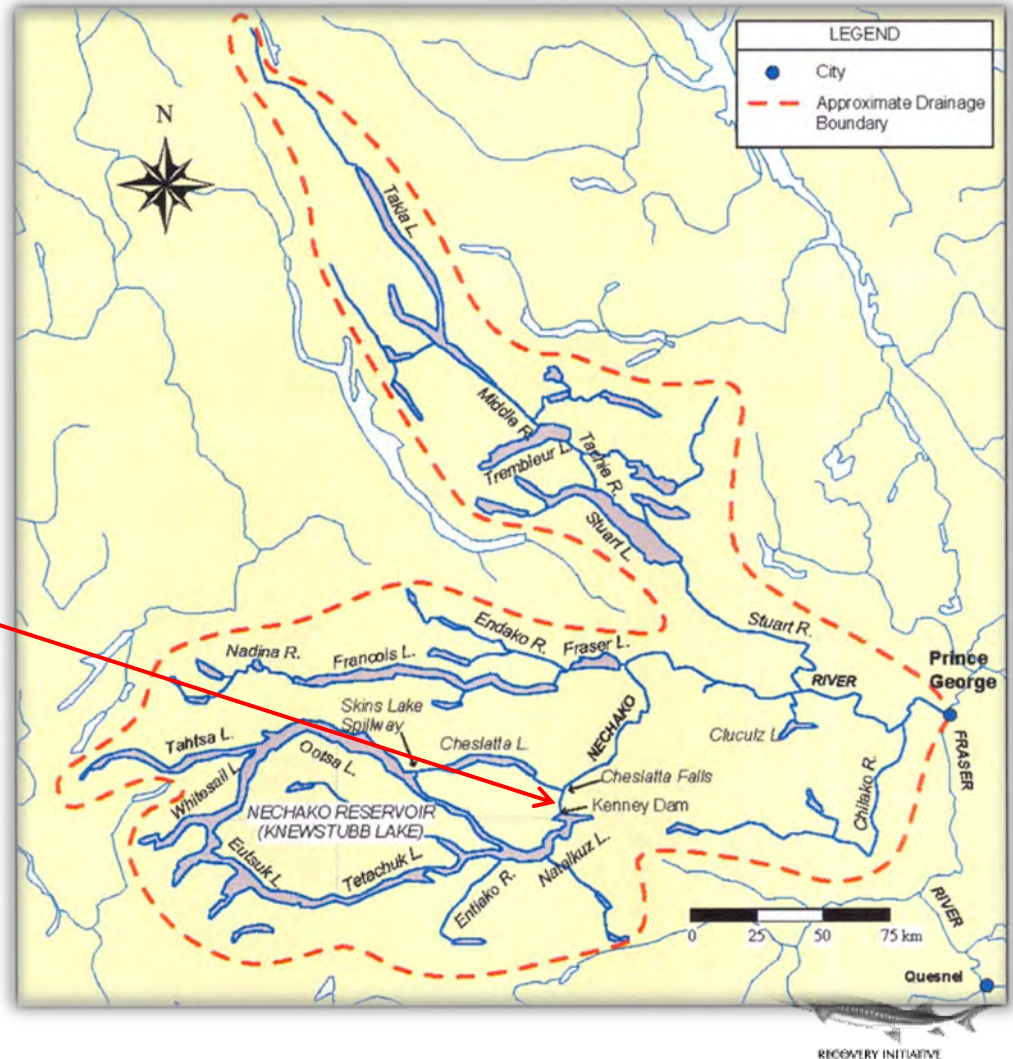 LEGEND
City
Approximate Drainage
Boundary
N
Takla L.
Middle R.
Trembleur L.
Tachie R.
Stuart L.
Stuart R.
Endako R.
Fraser L.
Nadina R.
Francois L.
Prince
George
RIVER
Skins Lake
Spillway
NECHAKO
Cluculz L.
FRASER
Tahtsa L.
Ootsa L.
Cheslatta L.
Cheslatta Falls
Whitesail L.
Kenney Dam
Chilako R.
NECHAKO RESERVOIR
(KNEWSTUBB LAKE)
Eutsuk L.
Tetachuk L.
Natalkuz L.
Entiako R.
RIVER
0 25 50 75 km
Quesnel
RECOVERY INITIATIVE